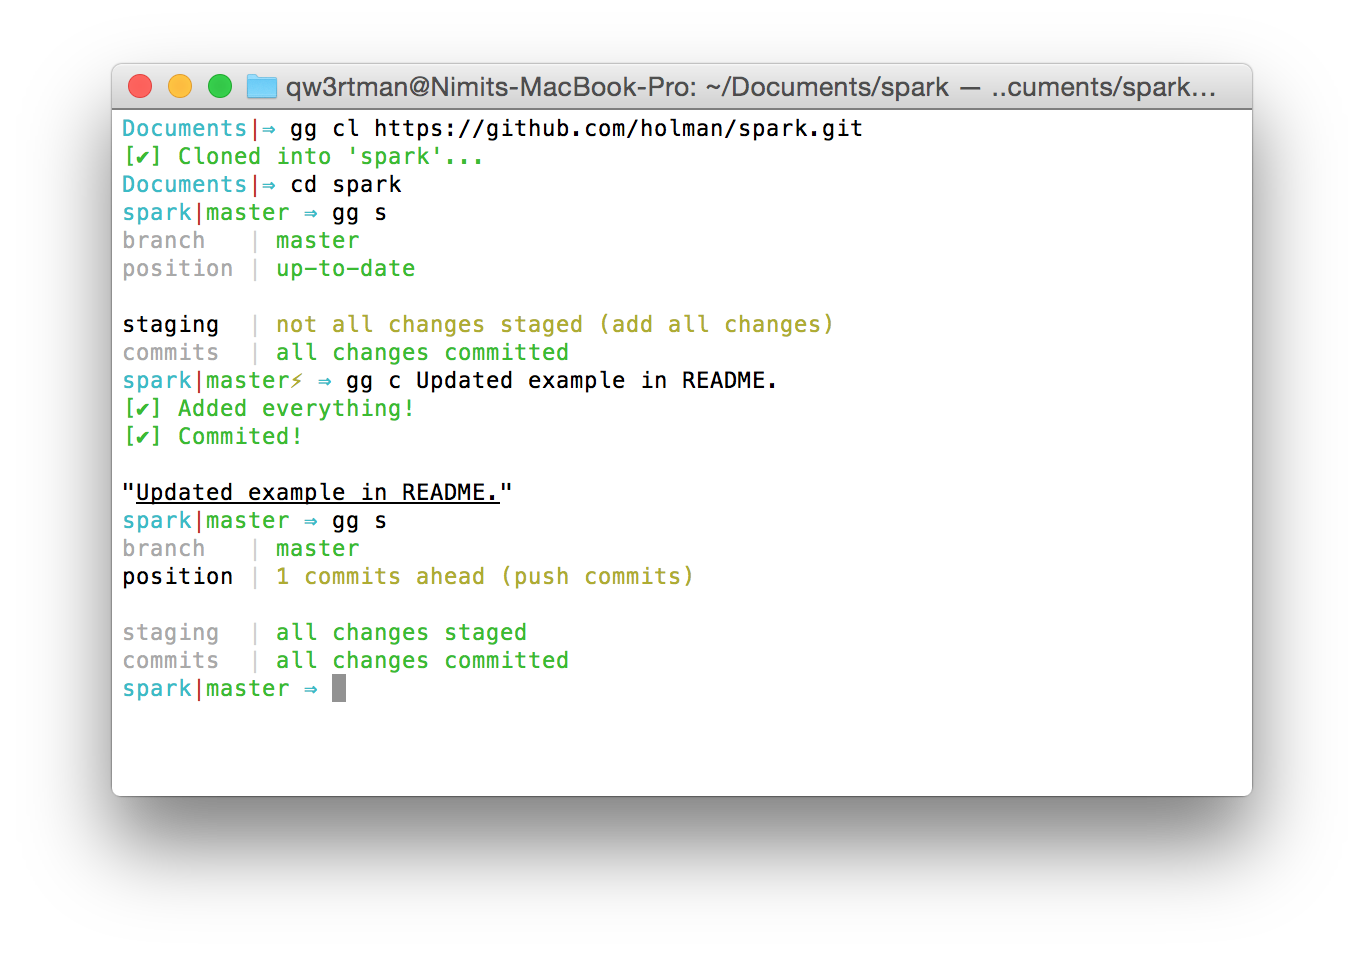 qw3rtman@Nimits-MacBook-Pro: ~/Documents/spark — ..cuments/spark...
Documents|⇒ gg cl https://github.com/holman/spark.git
[✔] Cloned into 'spark'...
Documents|⇒ cd spark
spark|master ⇒ gg s
branch   | master
position | up-to-date
staging  | not all changes staged (add all changes)
commits  | all changes committed
spark|master⚡ ⇒ gg c Updated example in README.
[✔] Added everything!
[✔] Commited!
"Updated example in README."
spark|master ⇒ gg s
branch   | master
position | 1 commits ahead (push commits)
staging  | all changes staged
commits  | all changes committed
spark|master ⇒